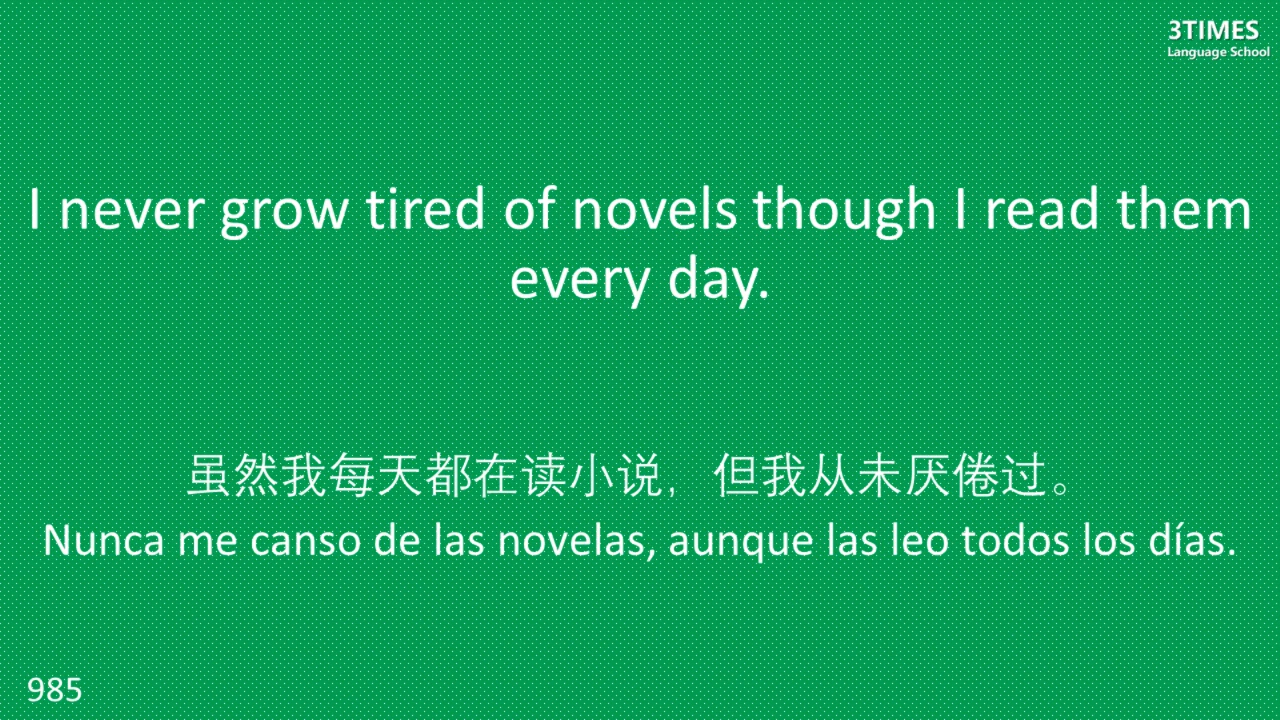 3TIMES
Language School
I never grow tired of novels though I read them
every day.
虽然我每天都在读小说，但我从未厌倦过。
Nunca me canso de las novelas, aunque las leo todos los días.
985